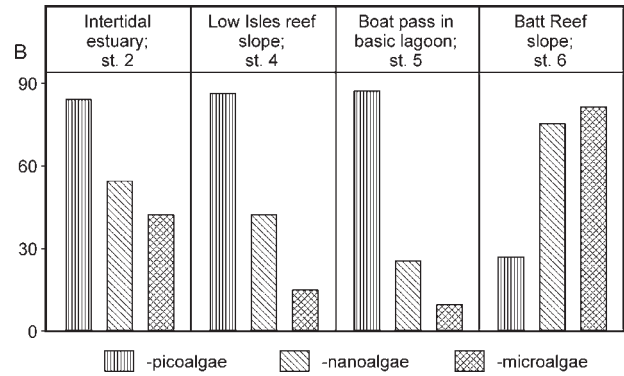 B
Intertidal
estuary;
st. 2
Low Isles reef
slope;
st. 4
Boat pass in
basic lagoon;
st. 5
Batt Reef
slope;
st. 6
90
60
30
0
-picoalgae
-nanoalgae
-microalgae